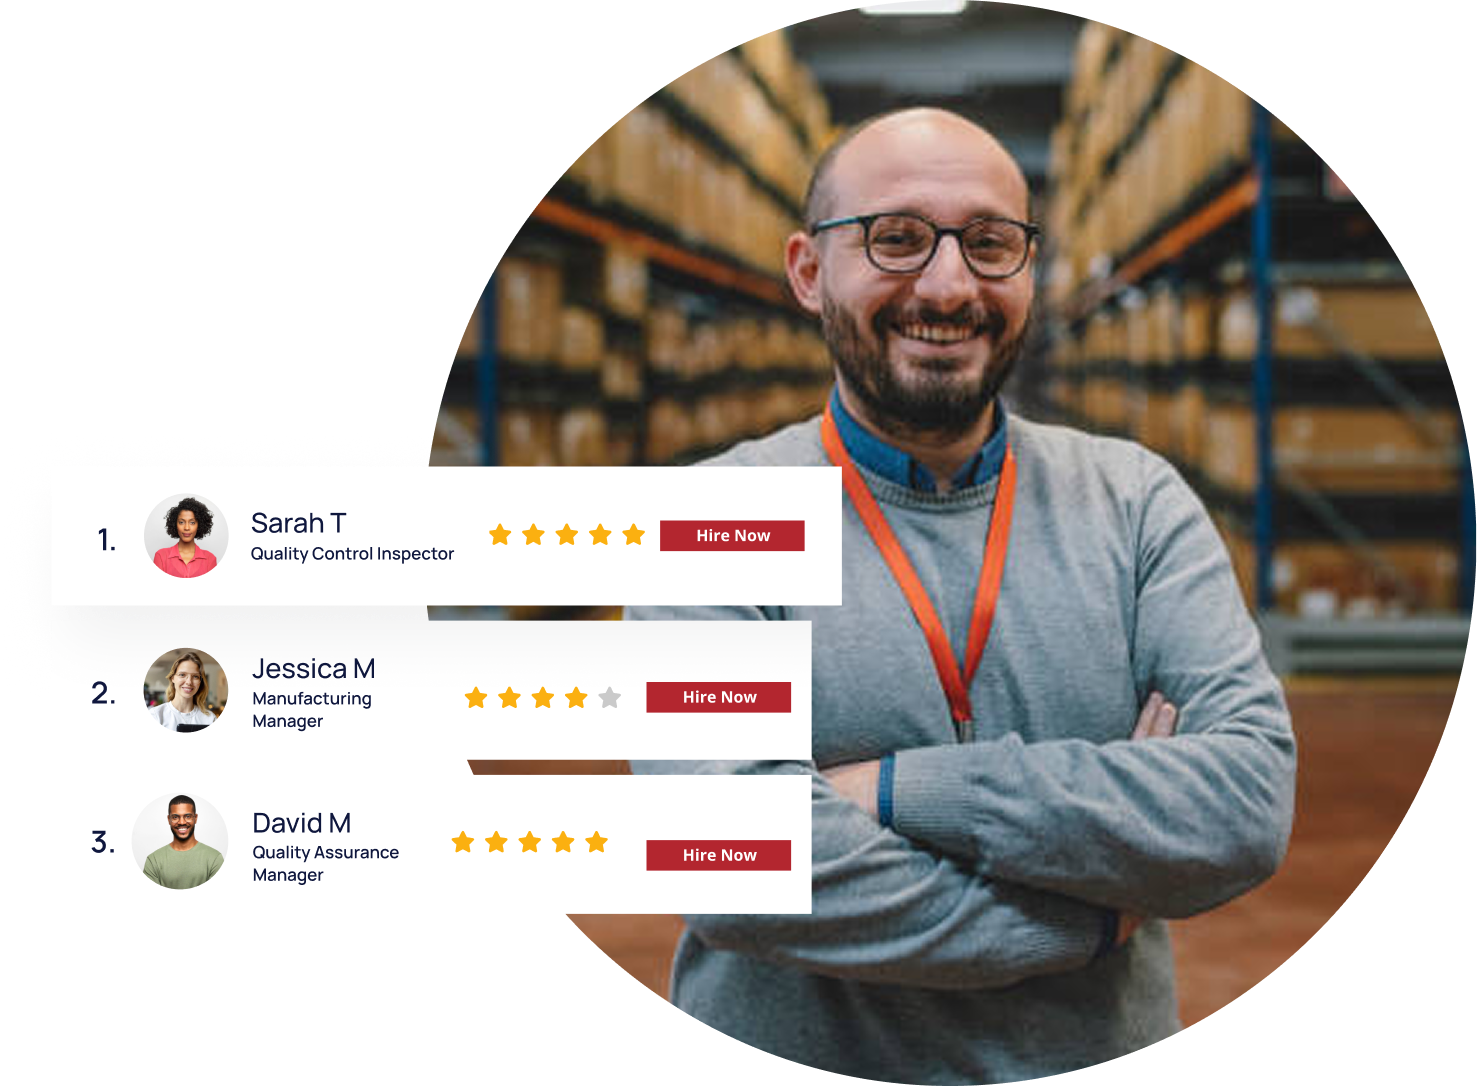 1.
Sarah T
Quality Control Inspector
Hire Now
2.
Jessica M
Manufacturing
Manager
Hire Now
3.
David M
Quality Assurance
Manager
Hire Now